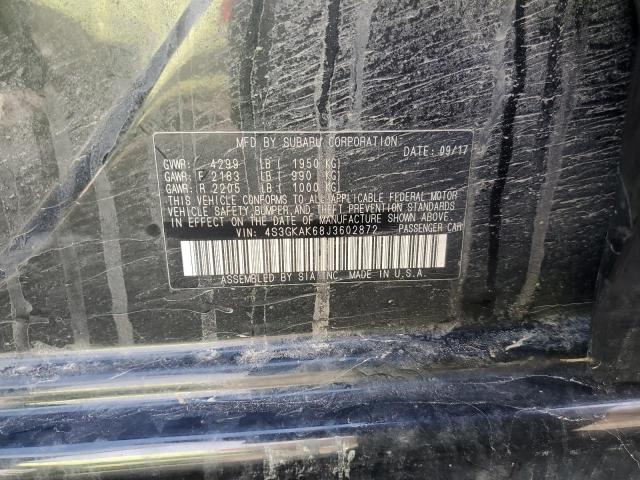 MFD BY SUBARU CORPORATION
DATE: 09/17
GVWR: 4299 LB ( 1950 KG)
GAWR: F 2183 LB ( 990 KG)
GAWR: R 2205 LB ( 1000 KG)
THIS VEHICLE CONFORMS TO ALL APPLICABLE FEDERAL MOTOR
VEHICLE SAFETY, BUMPER, AND THEFT PREVENTION STANDARDS
IN EFFECT ON THE DATE OF MANUFACTURE SHOWN ABOVE.
VIN: 4S3GKAK68J3602872 PASSENGER CAR
ASSEMBLED BY SIA INC. MADE IN U.S.A.